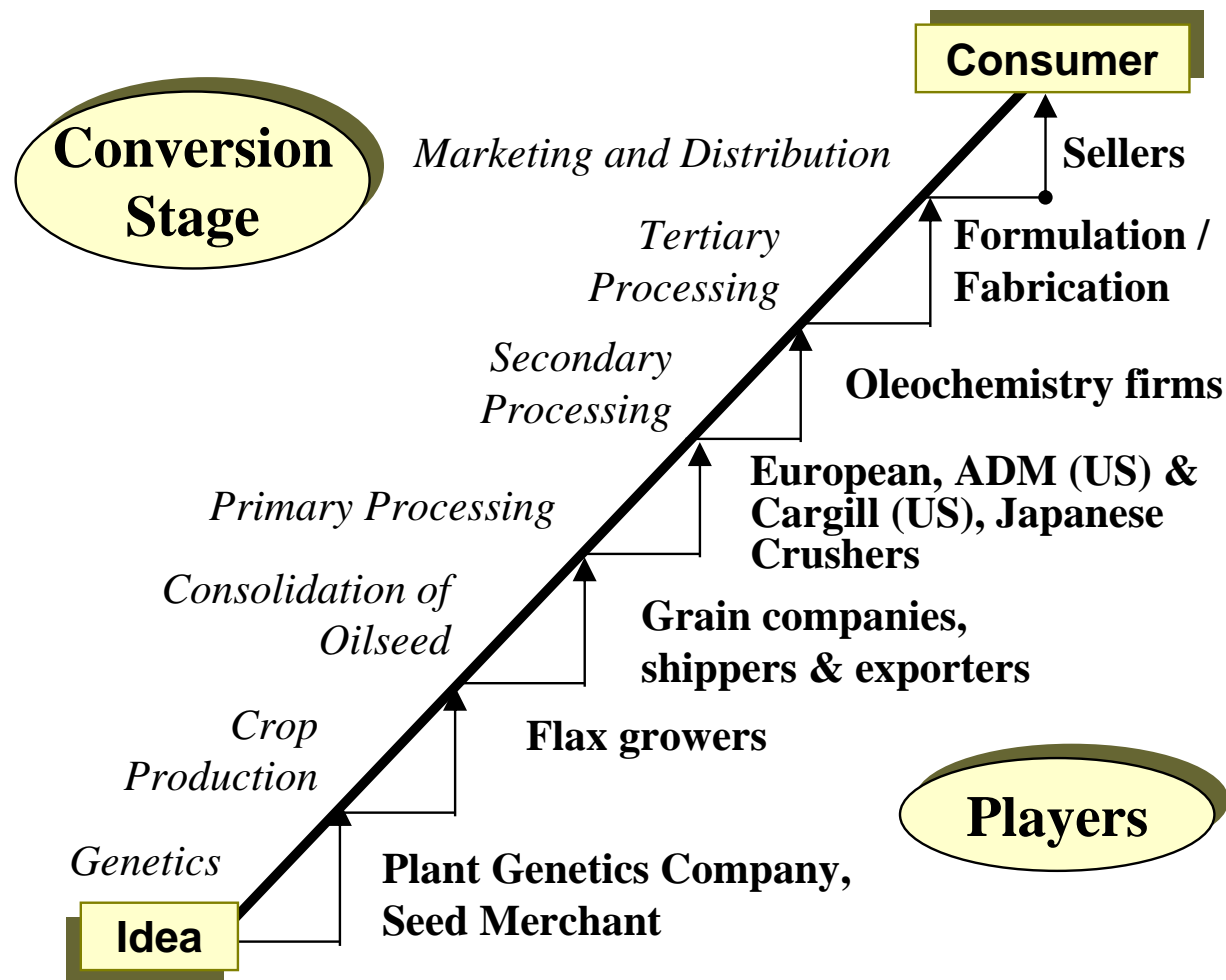 Consumer
Conversion
Stage
Marketing and Distribution
Sellers
Tertiary
Processing
Formulation /
Fabrication
Secondary
Processing
Oleochemistry firms
Primary Processing
European, ADM (US) &
Cargill (US), Japanese
Crushers
Consolidation of
Oilseed
Grain companies,
shippers & exporters
Crop
Production
Flax growers
Players
Genetics
Plant Genetics Company,
Seed Merchant
Idea